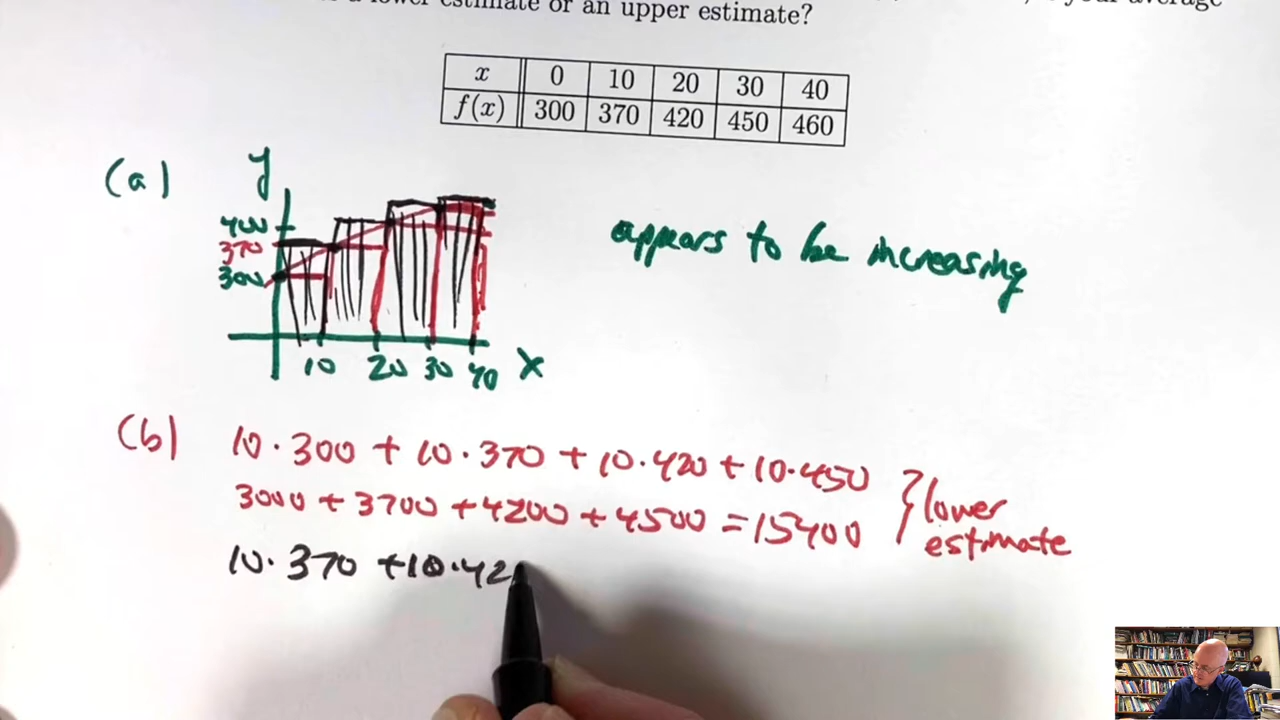 lower estimate or an upper estimate? your average
x 0 10 20 30 40
f(x) 300 370 420 450 460
(a) y
400
370
300
appears to be increasing
10 20 30 40 x
(b) 10·300 + 10·370 + 10·420 + 10·450
3000 + 3700 + 4200 + 4500 = 15400 } lower estimate
10·370 + 10·42